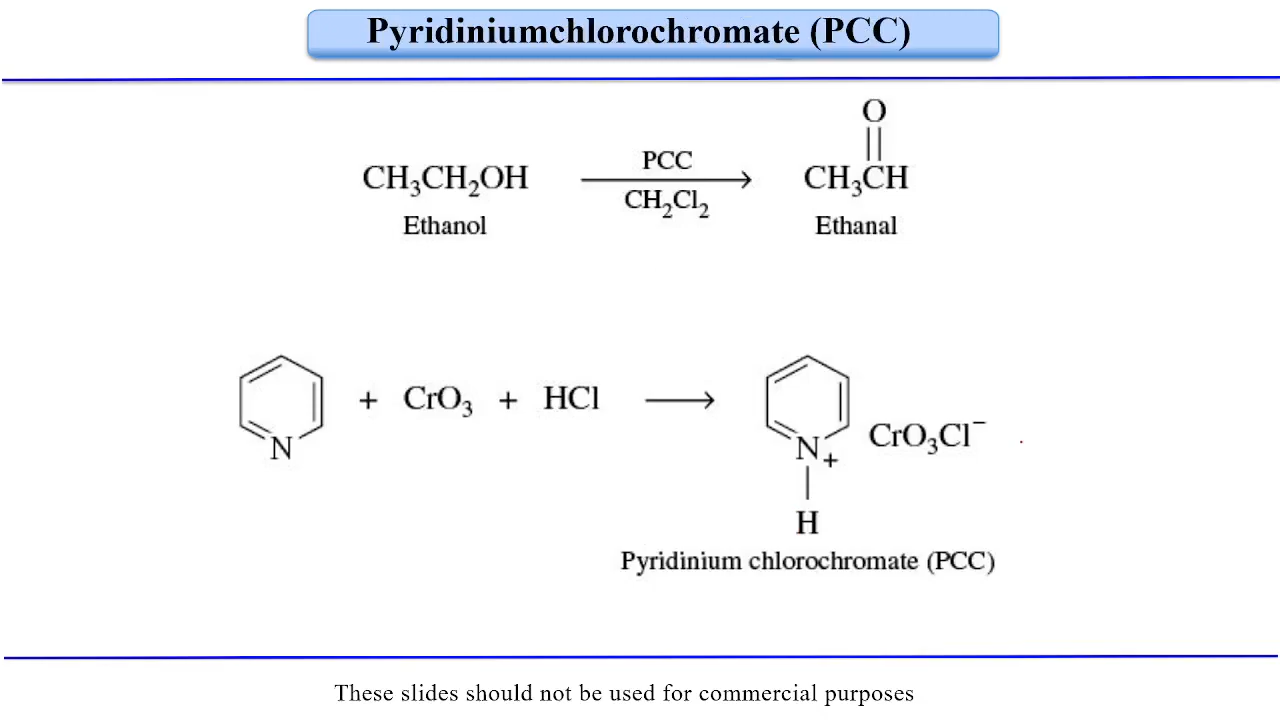 Pyridiniumchlorochromate (PCC)
O
PCC
CH₃CH₂OH CH₃CH
CH₂Cl₂
Ethanol Ethanal
+ CrO₃ + HCl
N N+ CrO₃Cl⁻
H
Pyridinium chlorochromate (PCC)
These slides should not be used for commercial purposes